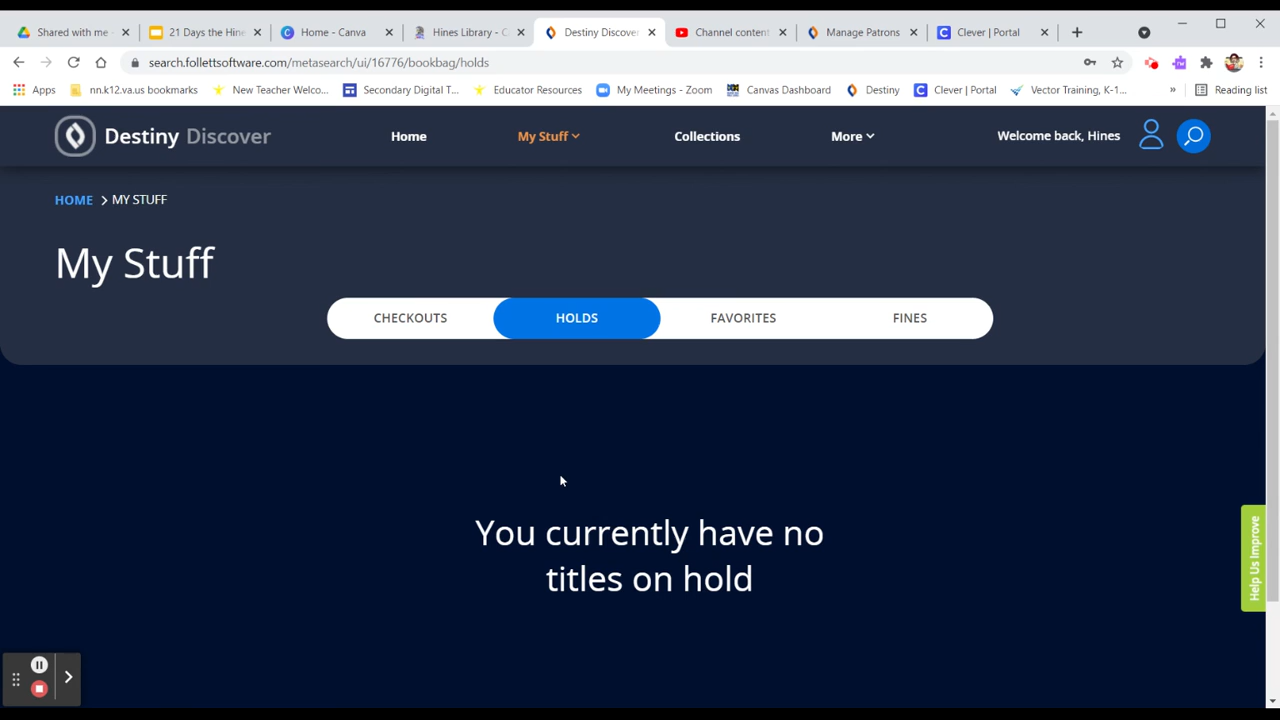 Shared with me -
21 Days the Hine
Home - Canva
Hines Library - C
Destiny Discover
Channel content
Manage Patrons
Clever | Portal
search.follettsoftware.com/metasearch/ui/16776/bookbag/holds
Apps
nn.k12.va.us bookmarks
New Teacher Welco...
Secondary Digital T...
Educator Resources
My Meetings - Zoom
Canvas Dashboard
Destiny
Clever | Portal
Vector Training, K-1...
»
Reading list
Destiny Discover
Home
My Stuff
Collections
More
Welcome back, Hines
HOME > MY STUFF
My Stuff
CHECKOUTS
HOLDS
FAVORITES
FINES
You currently have no
titles on hold
Help Us Improve